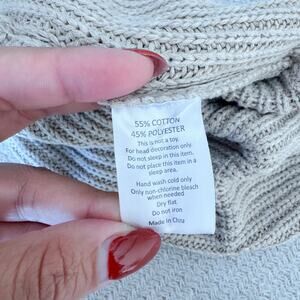 55% COTTON
45% POLYESTER
This is not a toy.
For head decoration only.
Do not sleep in this item.
Do not place this item in a
sleep area.
Hand wash cold only
Only non-chlorine bleach
when needed
Dry flat
Do not iron
Made in China